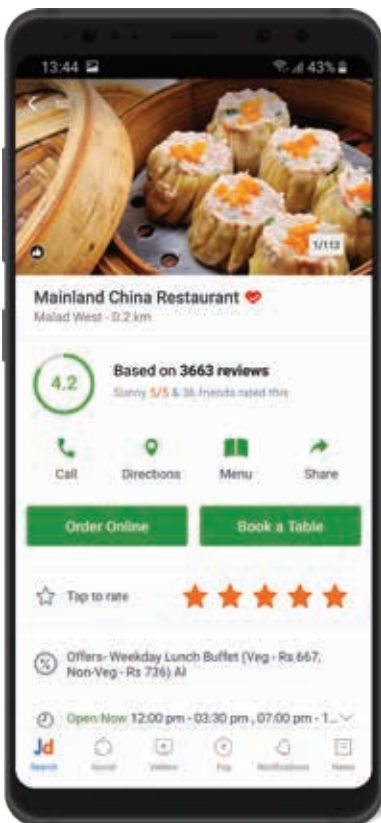 13:44
43%
1/113
Mainland China Restaurant
Malad West - 0.2 km
4.2
Based on 3663 reviews
Sunny 5/5 & 36 friends rated this
Call
Directions
Menu
Share
Order Online
Book a Table
Tap to rate
Offers- Weekday Lunch Buffet (Veg - Rs 667,
Non-Veg - Rs 736) Al
Open Now 12:00 pm - 03:30 pm , 07:00 pm - 1...
Jd
Search
Social
Pay
Notifications
News